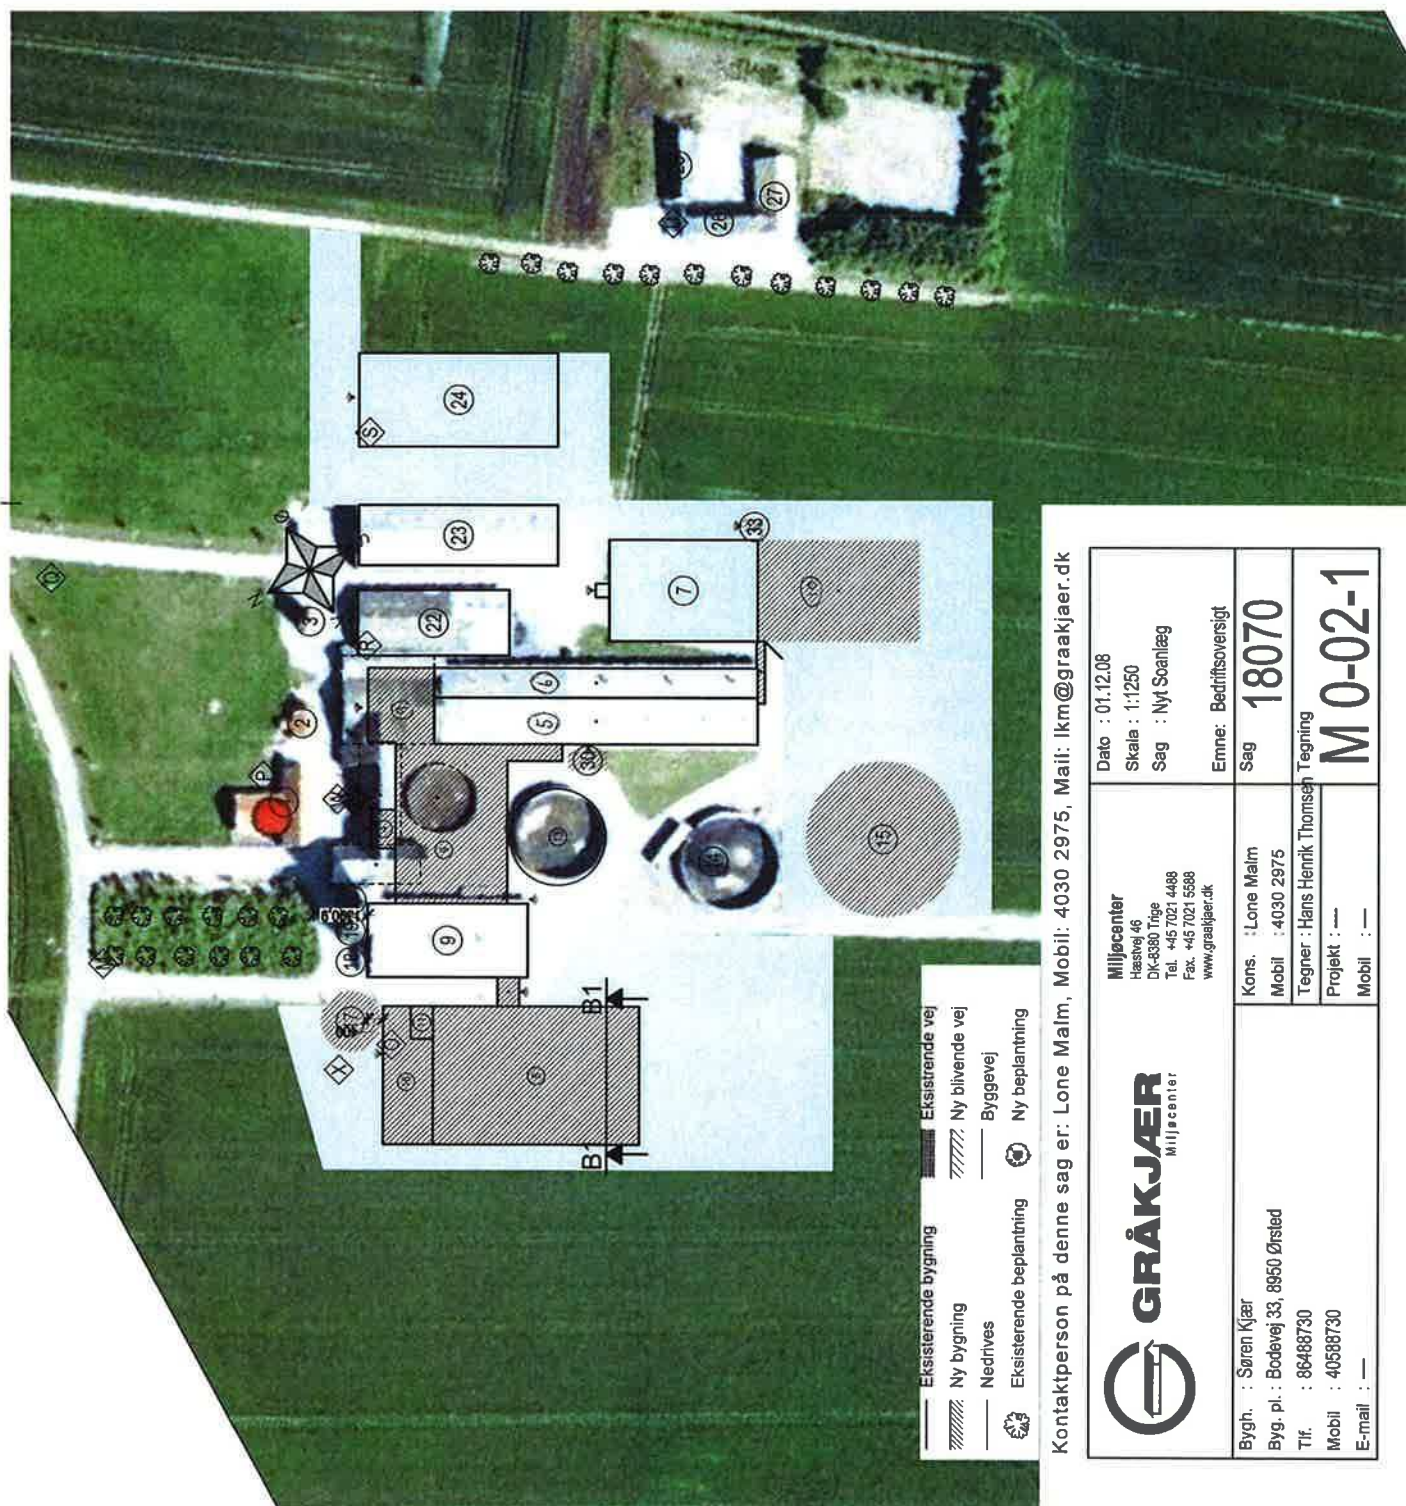 Eksisterende bygning
Ny bygning
Nedrives
Eksisterende beplantning
Eksistrende vej
Ny blivende vej
Byggevej
Ny beplantning
Kontaktperson på denne sag er: Lone Malm, Mobil: 4030 2975, Mail: lkm@graakjaer.dk
GRÅKJÆR
Miljøcenter
Miljøcenter
Hæstvej 46
DK-8380 Trige
Tel. +45 7021 4488
Fax. +45 7021 5588
www.graakjaer.dk
Dato : 01.12.08
Skala : 1:1250
Sag : Nyt Soanlæg
Emne: Bedriftsoversigt
Bygh. : Søren Kjær
Byg. pl. : Bodevej 33, 8950 Ørsted
Tlf. : 86488730
Mobil : 40588730
E-mail : —
Kons. : Lone Malm
Mobil : 4030 2975
Tegner : Hans Henrik Thomsen
Projekt : —
Mobil : —
Sag 18070
Tegning
M 0-02-1
B1
B1
X
M
P
R
S
N
2
3
5
6
7
9
15
18
19
22
23
24
26
27
30
33